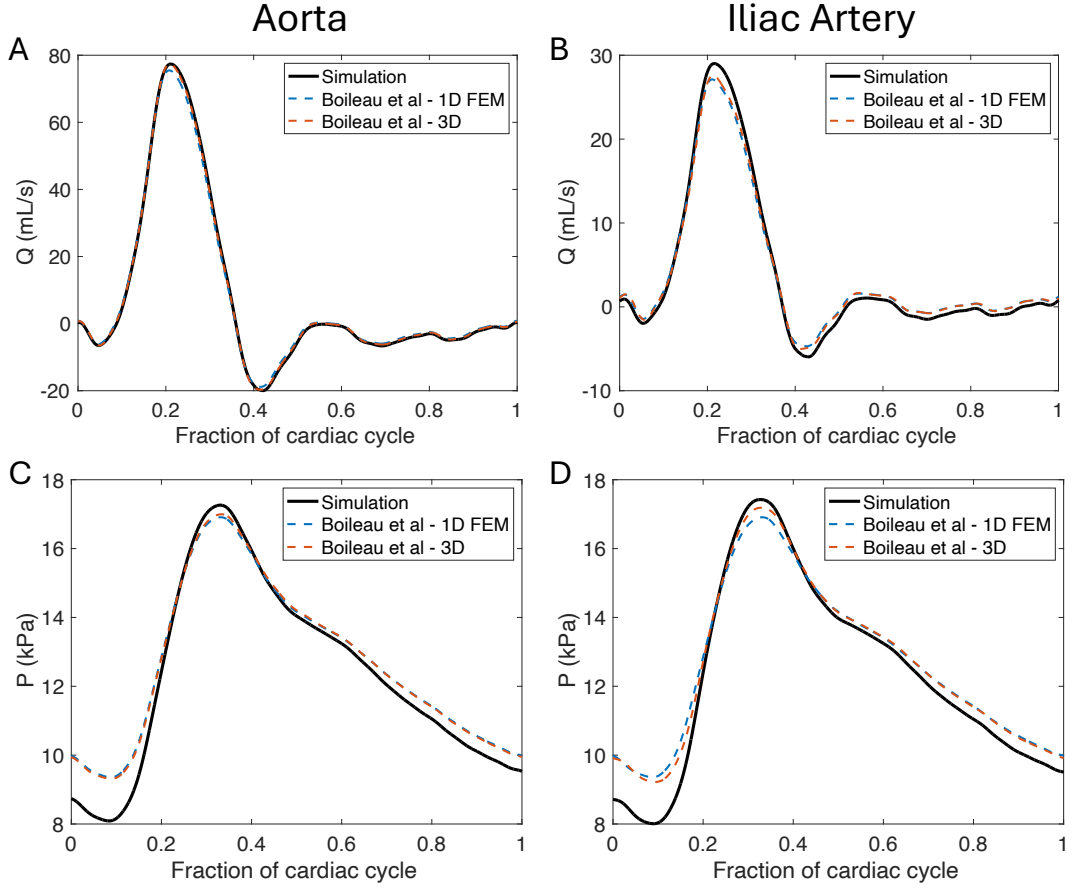 Aorta
Iliac Artery
A
80
60
40
20
0
-20
Q (mL/s)
Simulation
Boileau et al - 1D FEM
Boileau et al - 3D
0
0.2
0.4
0.6
0.8
1
Fraction of cardiac cycle
B
30
20
10
0
-10
Q (mL/s)
Simulation
Boileau et al - 1D FEM
Boileau et al - 3D
0
0.2
0.4
0.6
0.8
1
Fraction of cardiac cycle
C
18
16
14
12
10
8
P (kPa)
Simulation
Boileau et al - 1D FEM
Boileau et al - 3D
0
0.2
0.4
0.6
0.8
1
Fraction of cardiac cycle
D
18
16
14
12
10
8
P (kPa)
Simulation
Boileau et al - 1D FEM
Boileau et al - 3D
0
0.2
0.4
0.6
0.8
1
Fraction of cardiac cycle